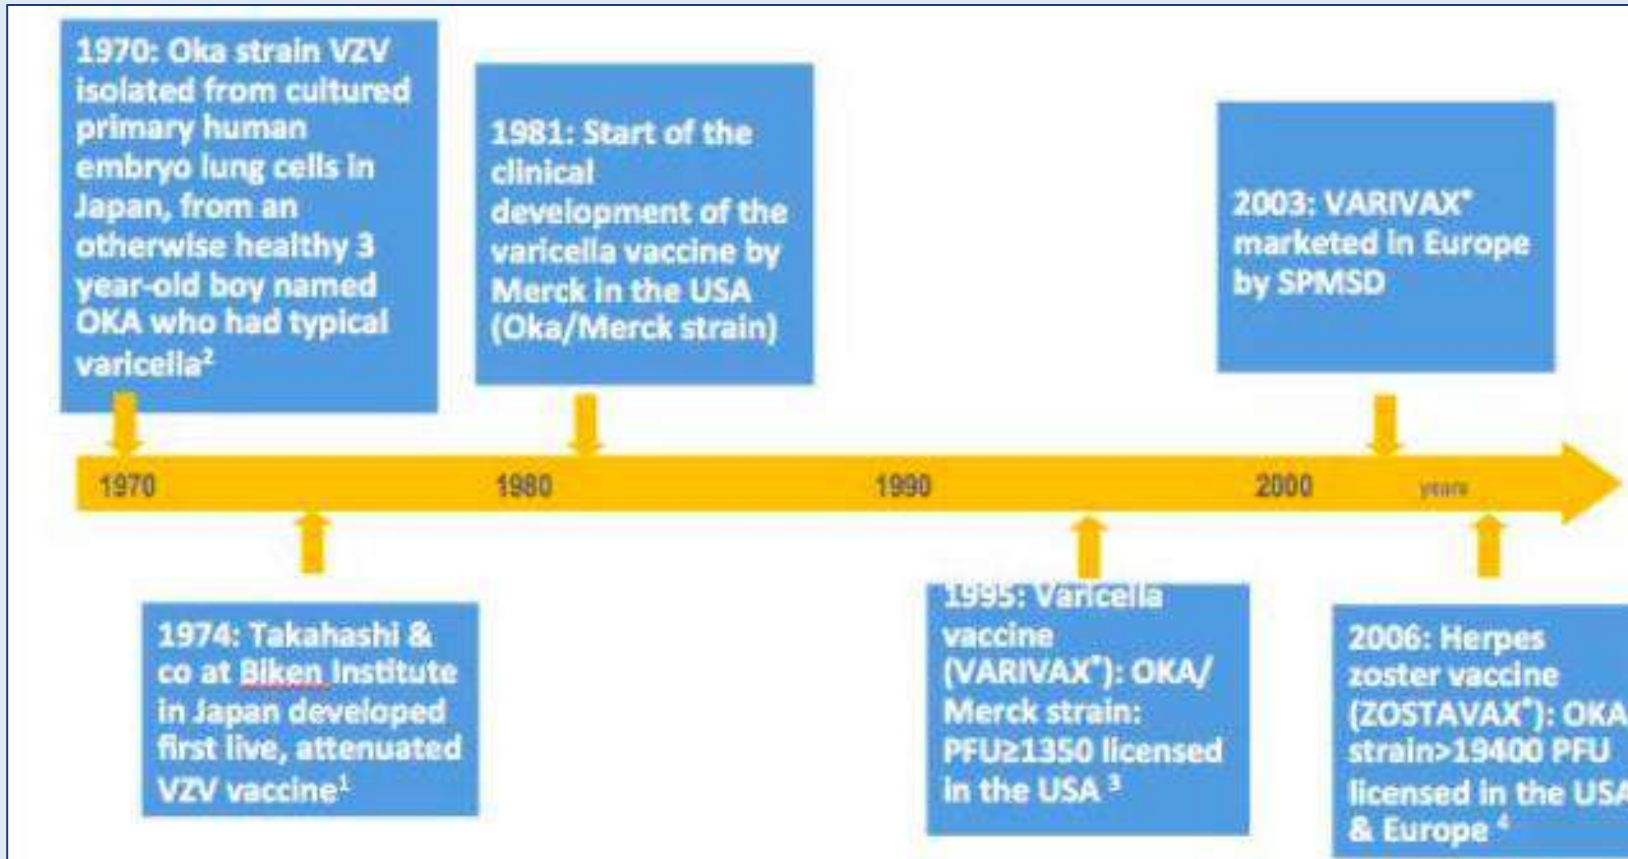 1970: Oka strain VZV
isolated from cultured
primary human
embryo lung cells in
Japan, from an
otherwise healthy 3
year-old boy named
OKA who had typical
varicella²
1981: Start of the
clinical
development of the
varicella vaccine by
Merck in the USA
(Oka/Merck strain)
2003: VARIVAX*
marketed in Europe
by SPMSD
1970 1980 1990 2000 years
1974: Takahashi &
co at Biken Institute
in Japan developed
first live, attenuated
VZV vaccine¹
1995: Varicella
vaccine
(VARIVAX*): OKA/
Merck strain:
PFU≥1350 licensed
in the USA ³
2006: Herpes
zoster vaccine
(ZOSTAVAX*): OKA
strain>19400 PFU
licensed in the USA
& Europe ⁴